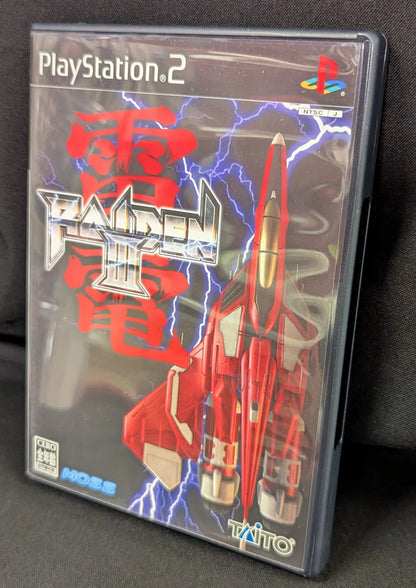 PlayStation®2
NTSC J
雷電
RAIDEN
III
CERO
全年齢
MOSS
TAITO